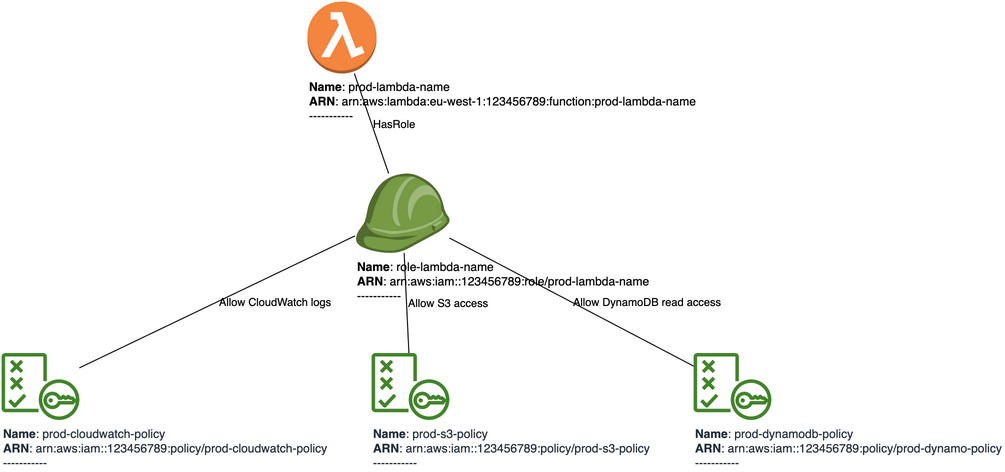 Name: prod-lambda-name
ARN: arn:aws:lambda:eu-west-1:123456789:function:prod-lambda-name
-----------
HasRole
Name: role-lambda-name
ARN: arn:aws:iam::123456789:role/prod-lambda-name
-----------
Allow CloudWatch logs
Allow S3 access
Allow DynamoDB read access
Name: prod-cloudwatch-policy
ARN: arn:aws:iam::123456789:policy/prod-cloudwatch-policy
-----------
Name: prod-s3-policy
ARN: arn:aws:iam::123456789:policy/prod-s3-policy
-----------
Name: prod-dynamodb-policy
ARN: arn:aws:iam::123456789:policy/prod-dynamo-policy
-----------